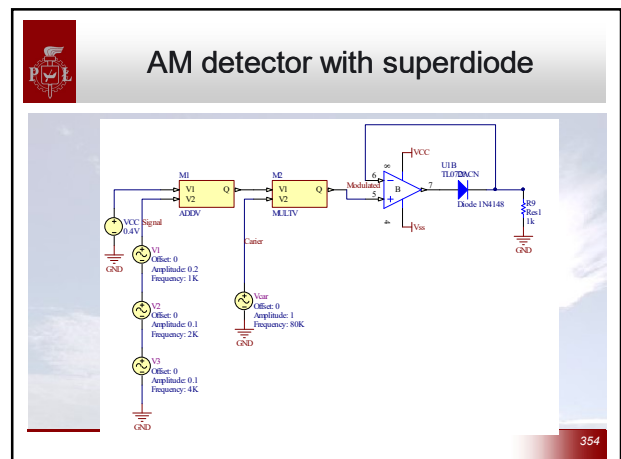 AM detector with superdiode
P Ł
M1
V1 Q
V2
ADDV
M2
V1 Q
V2
MULTV
Modulated
VCC
8
6
5
B
7
4
Vss
U1B
Diode 1N4148
R9
Res1
1k
GND
VCC Signal
0.4V
GND
Carier
V1
Offset: 0
Amplitude: 0.2
Frequency: 1K
V2
Offset: 0
Amplitude: 0.1
Frequency: 2K
V3
Offset: 0
Amplitude: 0.1
Frequency: 4K
GND
Vcar
Offset: 0
Amplitude: 1
Frequency: 80K
GND
354